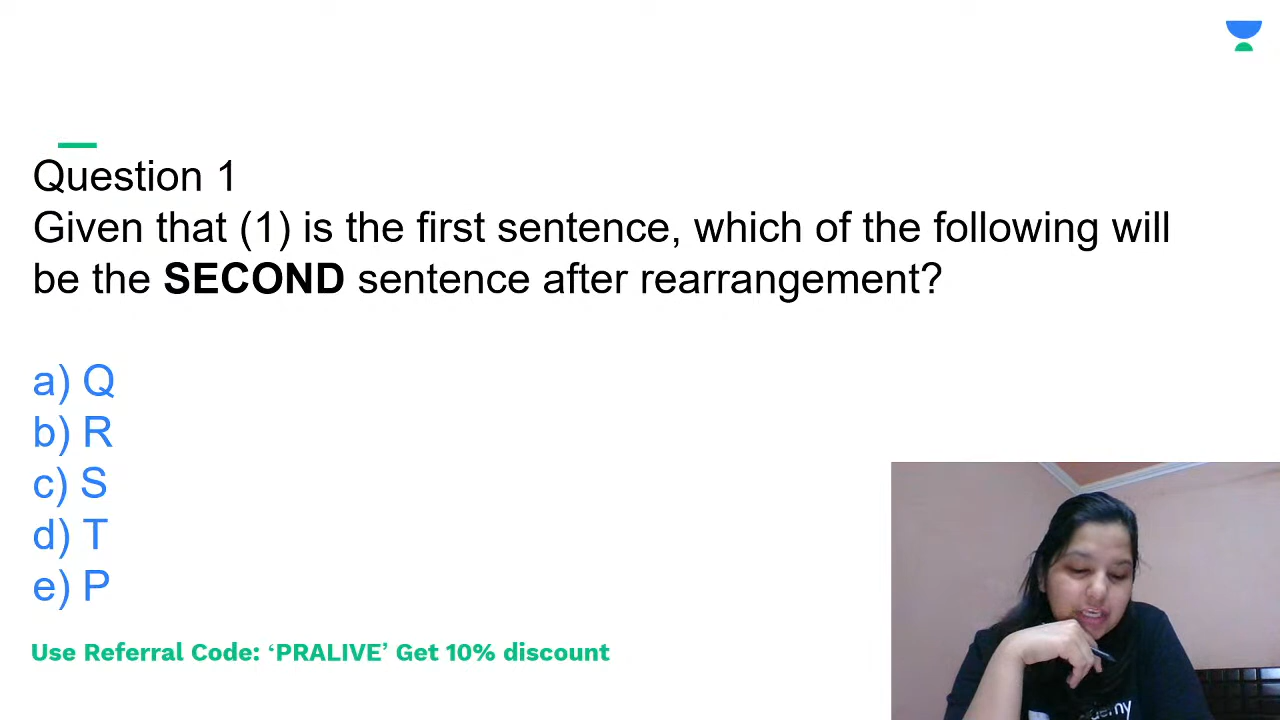 Question 1
Given that (1) is the first sentence, which of the following will
be the SECOND sentence after rearrangement?
a) Q
b) R
c) S
d) T
e) P
Use Referral Code: ‘PRALIVE’ Get 10% discount